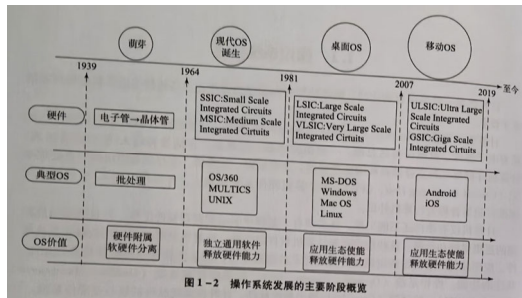 萌芽
现代OS
诞生
桌面OS
移动OS
1939
1964
1981
2007
2019
至今
硬件
电子管→晶体管
SSIC:Small Scale
Integrated Circuits
MSIC:Medium Scale
Integrated Cirtuits
LSIC:Large Scale
Integrated Circuits
VLSIC:Very Large Scale
Integrated Cirtuits
ULSIC:Ultra Large
Scale Integrated
Circuits
GSIC:Giga Scale
Integrated Cirtuits
典型OS
批处理
OS/360
MULTICS
UNIX
MS-DOS
Windows
Mac OS
Linux
Android
iOS
OS价值
硬件附属
软硬件分离
独立通用软件
释放硬件能力
应用生态使能
释放硬件能力
应用生态使能
释放硬件能力
图1-2 操作系统发展的主要阶段概览